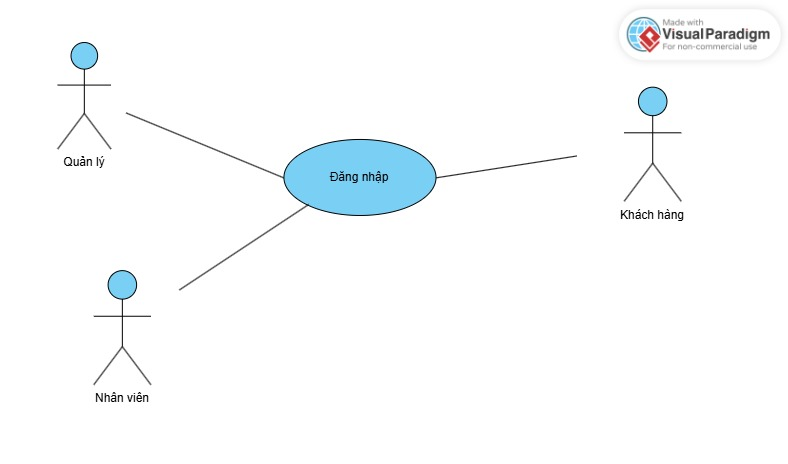 Made with
Visual Paradigm
For non-commercial use
Quản lý
Đăng nhập
Khách hàng
Nhân viên